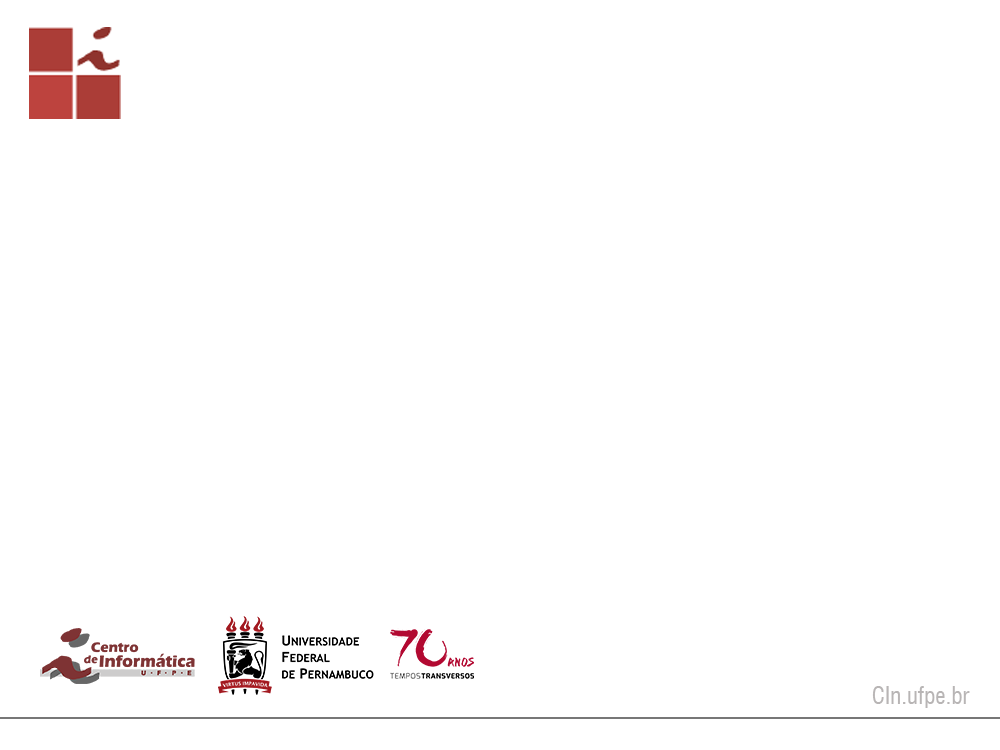 Centro
de Informática
U·F·P·E
VIRTUS IMPAVIDA
UNIVERSIDADE
FEDERAL
DE PERNAMBUCO
70 ANOS
TEMPOSTRANSVERSOS
CIn.ufpe.br